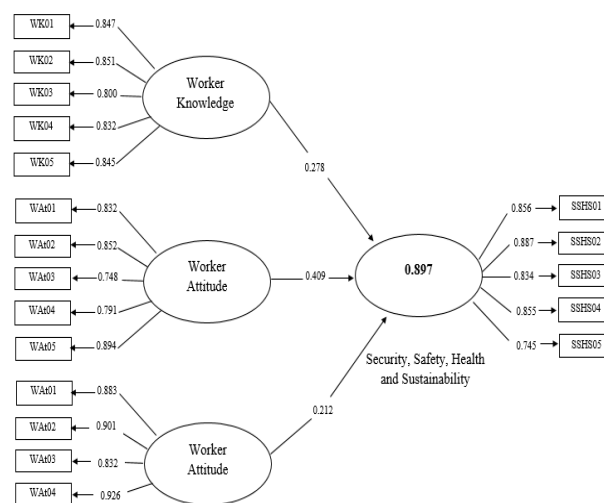 WK01
0.847
WK02
0.851
WK03
0.800
WK04
0.832
WK05
0.845
Worker
Knowledge
0.278
WAt01
0.832
WAt02
0.852
WAt03
0.748
WAt04
0.791
WAt05
0.894
Worker
Attitude
0.409
WAt01
0.883
WAt02
0.901
WAt03
0.832
WAt04
0.926
Worker
Attitude
0.212
0.897
Security, Safety, Health
and Sustainability
0.856
SSHS01
0.887
SSHS02
0.834
SSHS03
0.855
SSHS04
0.745
SSHS05